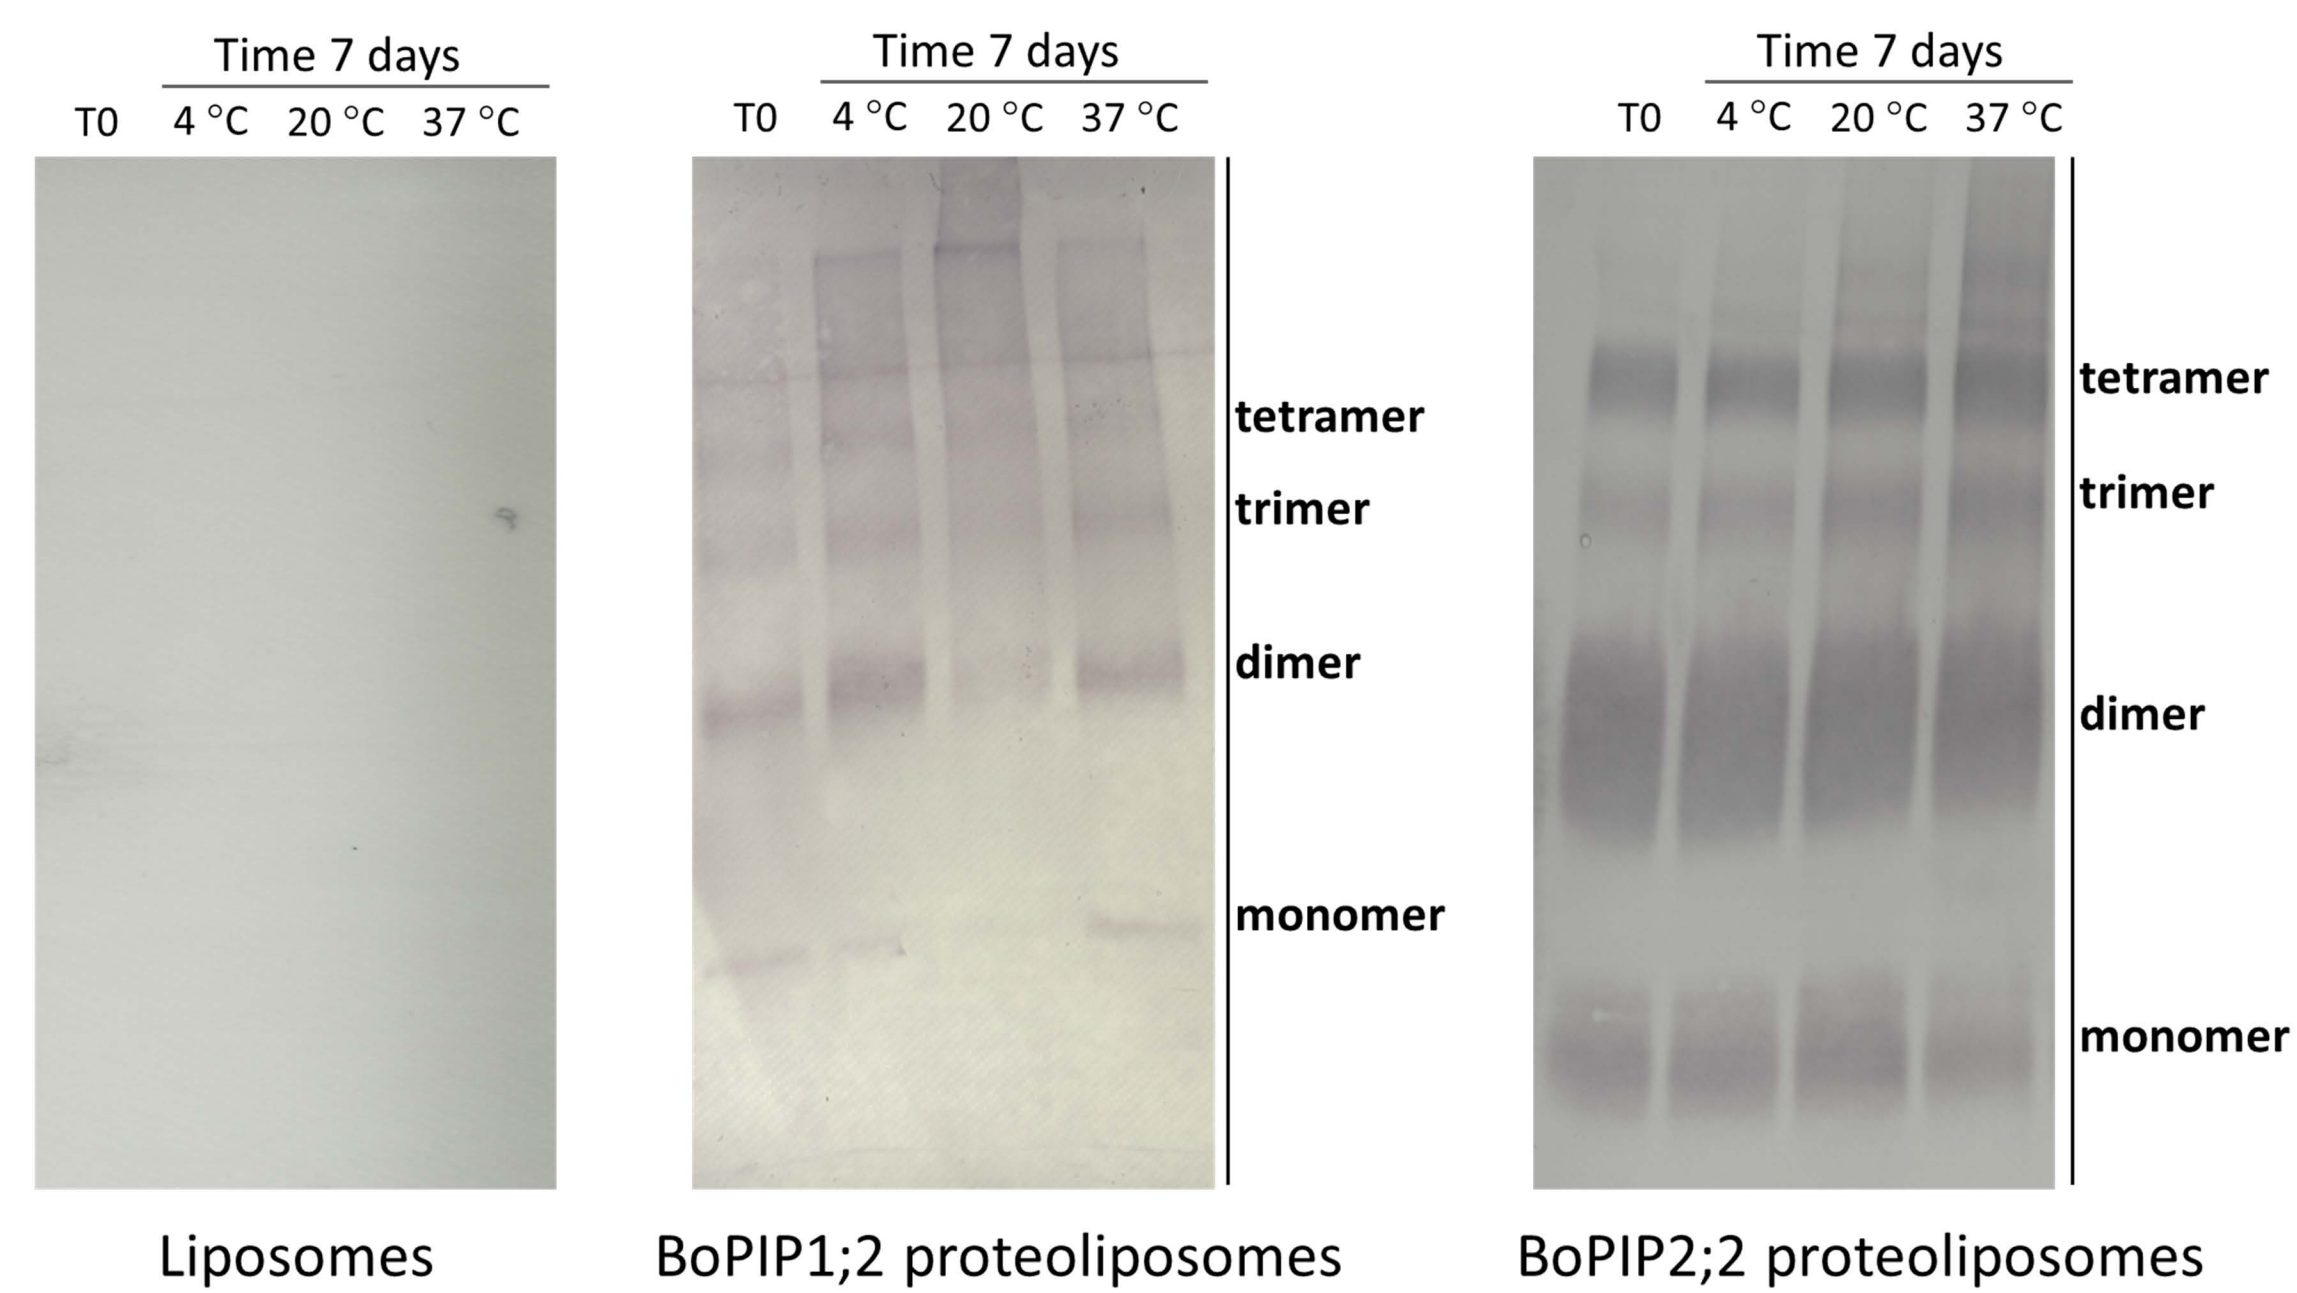 Time 7 days
T0 4 °C 20 °C 37 °C
Liposomes
Time 7 days
T0 4 °C 20 °C 37 °C
tetramer
trimer
dimer
monomer
BoPIP1;2 proteoliposomes
Time 7 days
T0 4 °C 20 °C 37 °C
tetramer
trimer
dimer
monomer
BoPIP2;2 proteoliposomes